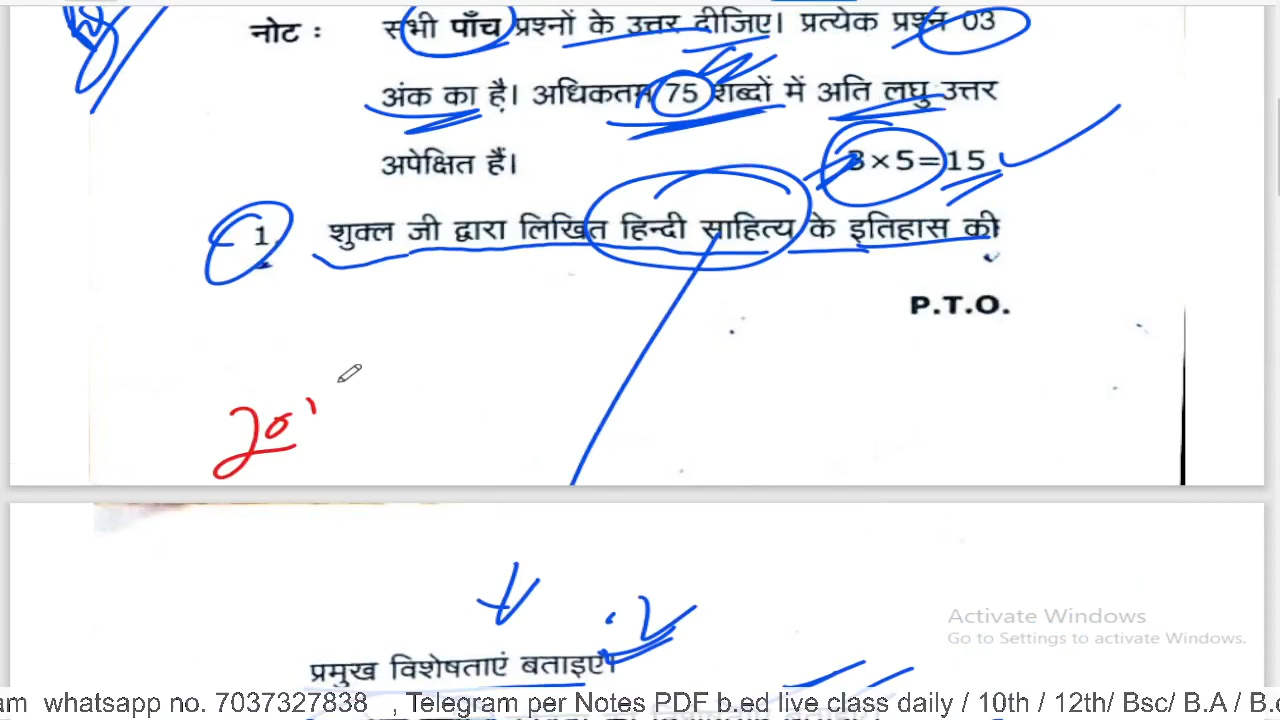 नोट : सभी पाँच प्रश्नों के उत्तर दीजिए। प्रत्येक प्रश्न 03
अंक का है। अधिकतम 75 शब्दों में अति लघु उत्तर
अपेक्षित हैं। 3×5=15
1. शुक्ल जी द्वारा लिखित हिन्दी साहित्य के इतिहास की
P.T.O.
प्रमुख विशेषताएं बताइए।
Activate Windows
Go to Settings to activate Windows.
am whatsapp no. 7037327838 , Telegram per Notes PDF b.ed live class daily / 10th / 12th/ Bsc/ B.A / B.